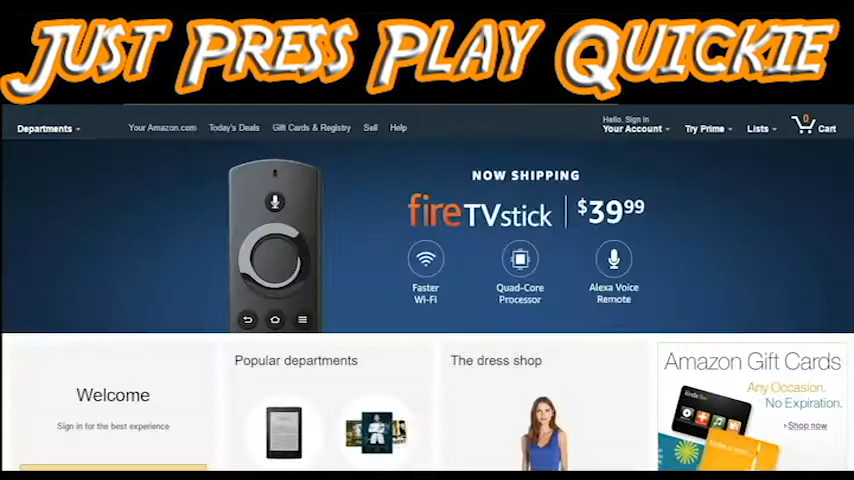 Just Press Play Quickie
Departments
Your Amazon.com Today's Deals Gift Cards & Registry Sell Help
Hello. Sign in
Your Account
Try Prime
Lists
0
Cart
NOW SHIPPING
fireTVstick $39.99
Faster
Wi-Fi
Quad-Core
Processor
Alexa Voice
Remote
Welcome
Sign in for the best experience
Popular departments
The dress shop
Amazon Gift Cards
Any Occasion.
No Expiration.
Shop now